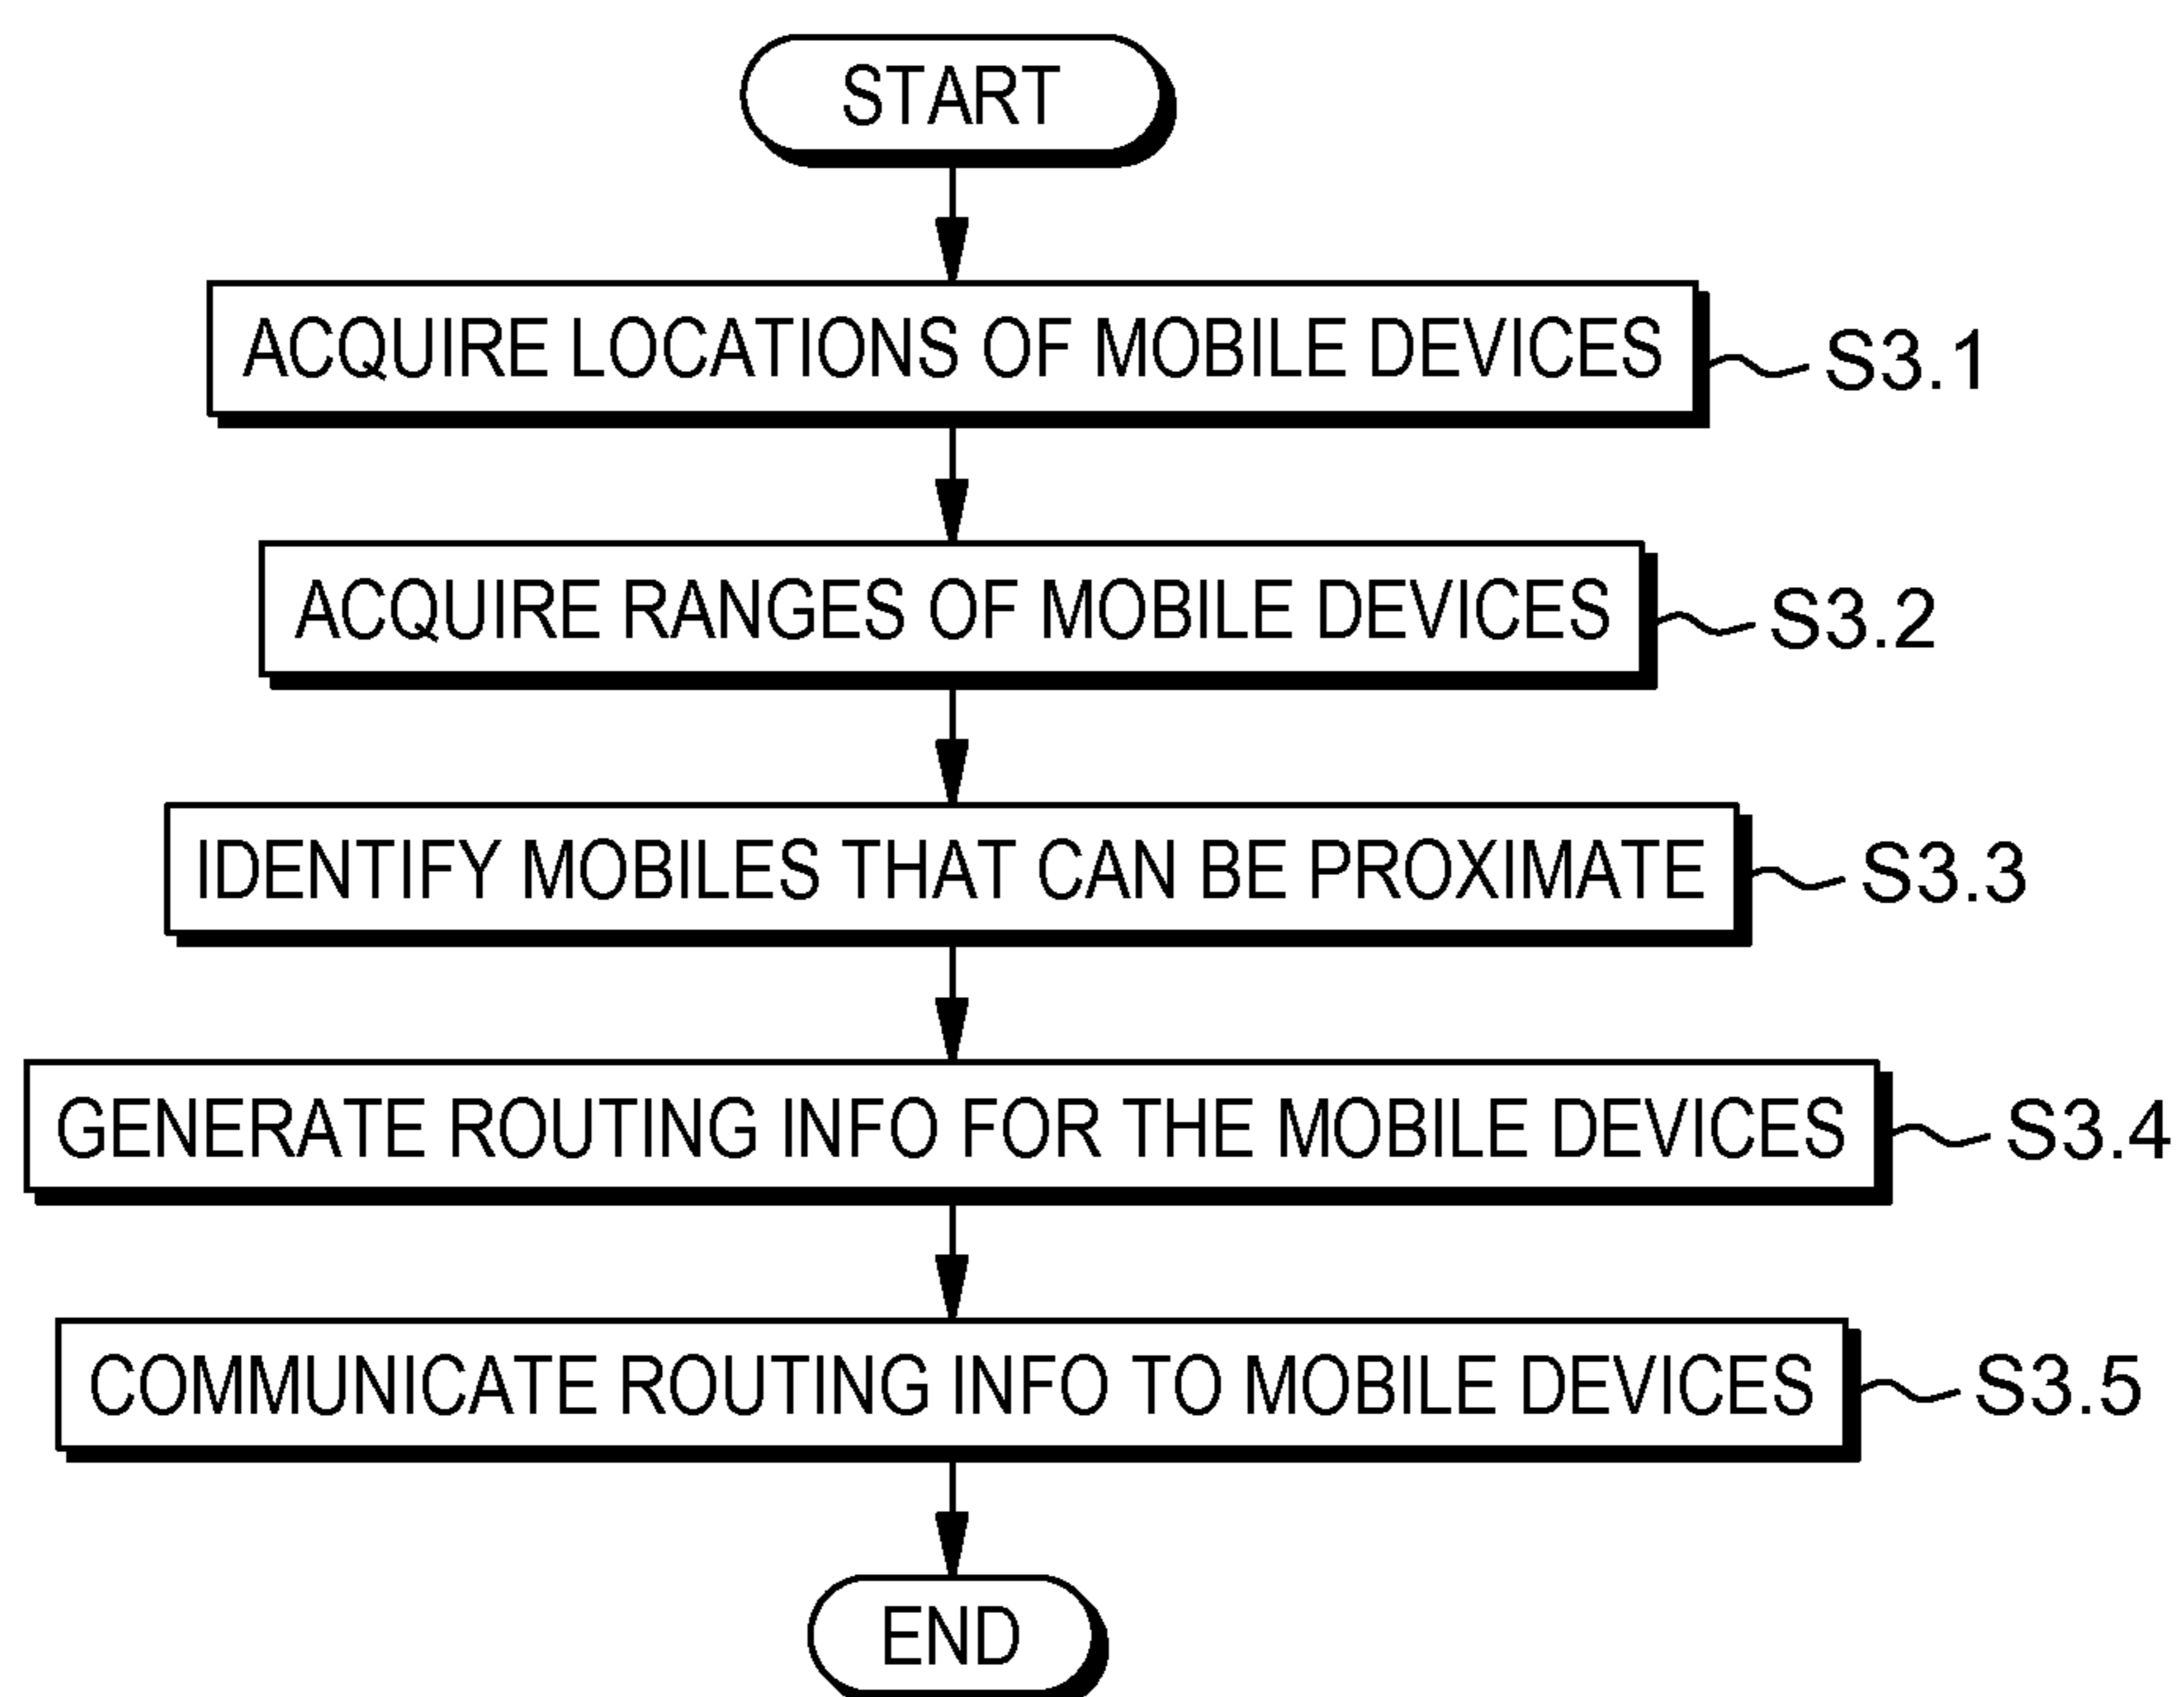 START
ACQUIRE LOCATIONS OF MOBILE DEVICES
S3.1
ACQUIRE RANGES OF MOBILE DEVICES
S3.2
IDENTIFY MOBILES THAT CAN BE PROXIMATE
S3.3
GENERATE ROUTING INFO FOR THE MOBILE DEVICES
S3.4
COMMUNICATE ROUTING INFO TO MOBILE DEVICES
S3.5
END